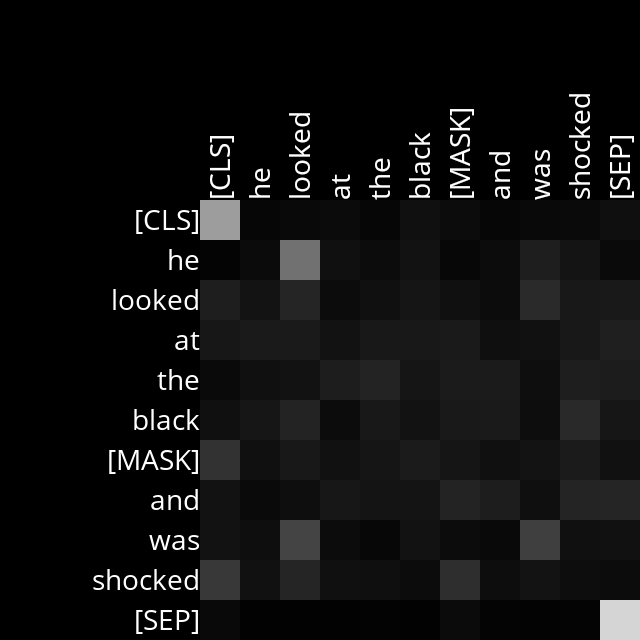 [CLS] he looked at the black [MASK] and was shocked [SEP]
[CLS]
he
looked
at
the
black
[MASK]
and
was
shocked
[SEP]